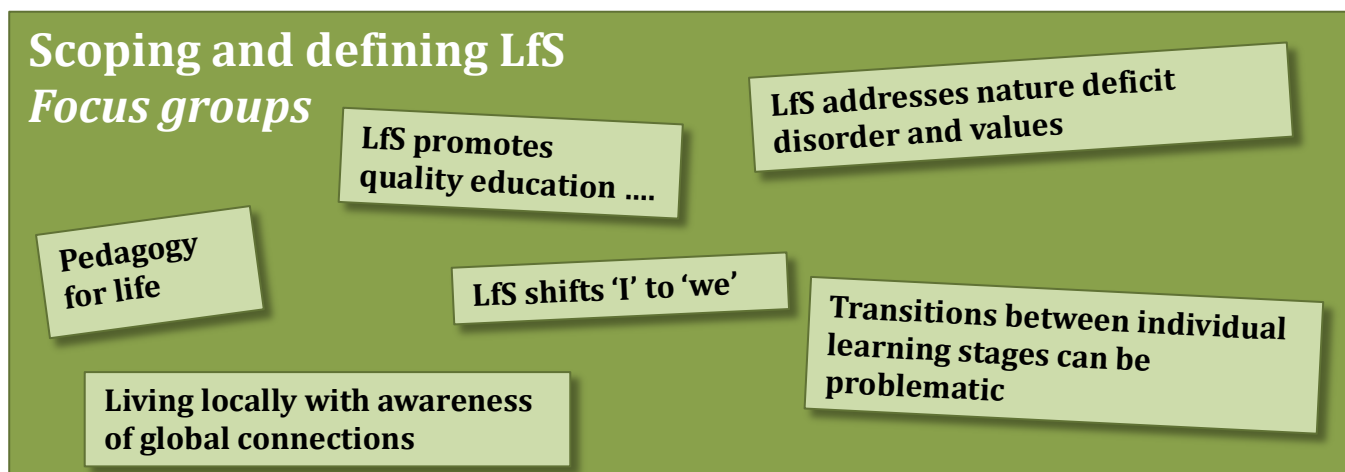 Scoping and defining LfS
Focus groups
LfS addresses nature deficit
disorder and values
LfS promotes
quality education ....
Pedagogy
for life
LfS shifts ‘I’ to ‘we’
Transitions between individual
learning stages can be
problematic
Living locally with awareness
of global connections